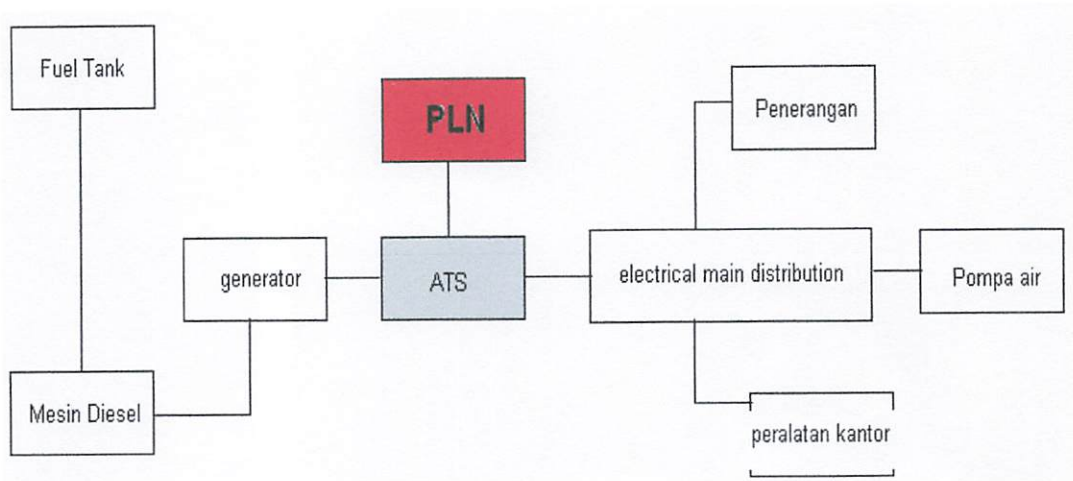 Fuel Tank
PLN
Penerangan
generator
ATS
electrical main distribution
Pompa air
Mesin Diesel
peralatan kantor